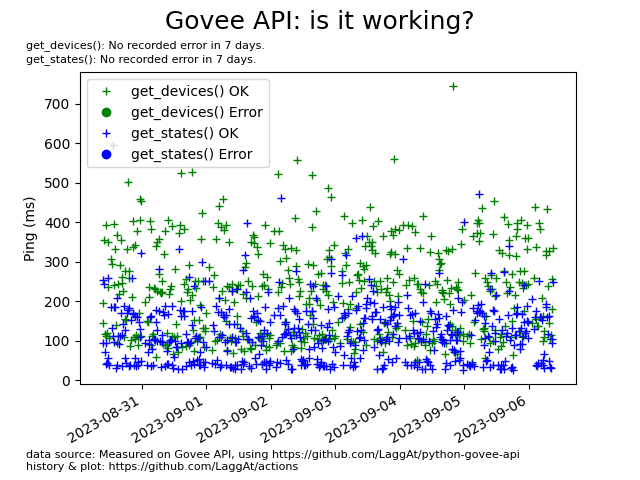 Govee API: is it working?
get_devices(): No recorded error in 7 days.
get_states(): No recorded error in 7 days.
get_devices() OK
get_devices() Error
get_states() OK
get_states() Error
Ping (ms)
700
600
500
400
300
200
100
0
2023-08-31
2023-09-01
2023-09-02
2023-09-03
2023-09-04
2023-09-05
2023-09-06
data source: Measured on Govee API, using https://github.com/LaggAt/python-govee-api
history & plot: https://github.com/LaggAt/actions